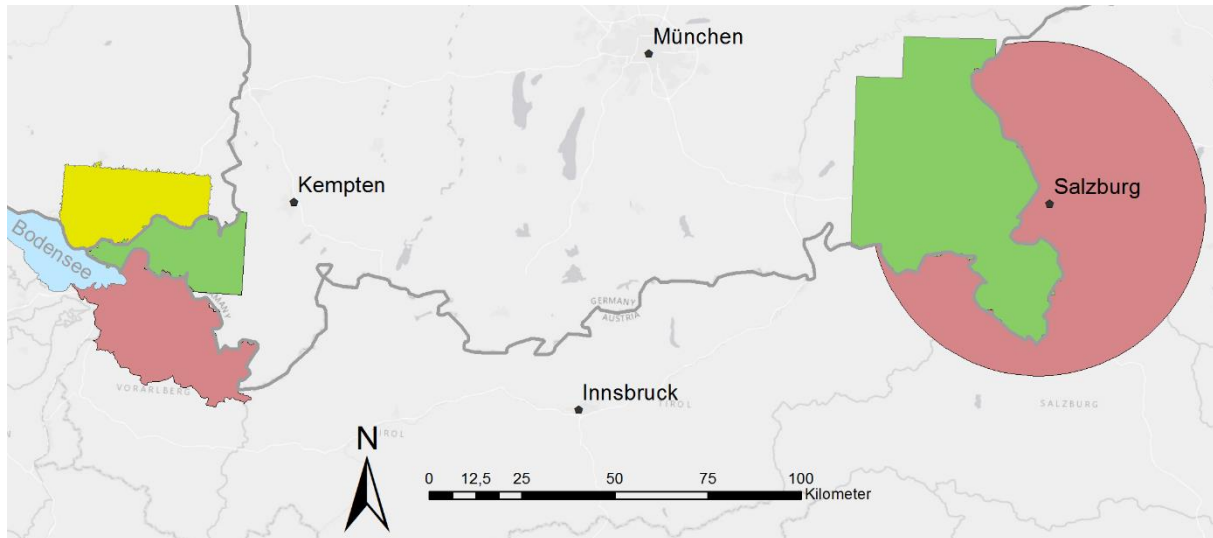 München
Kempten
Salzburg
Bodensee
GERMANY
GERMANY
AUSTRIA
VORARLBERG
Innsbruck
TIROL
SALZBURG
TIROL
N
0 12,5 25 50 75 100
Kilometer